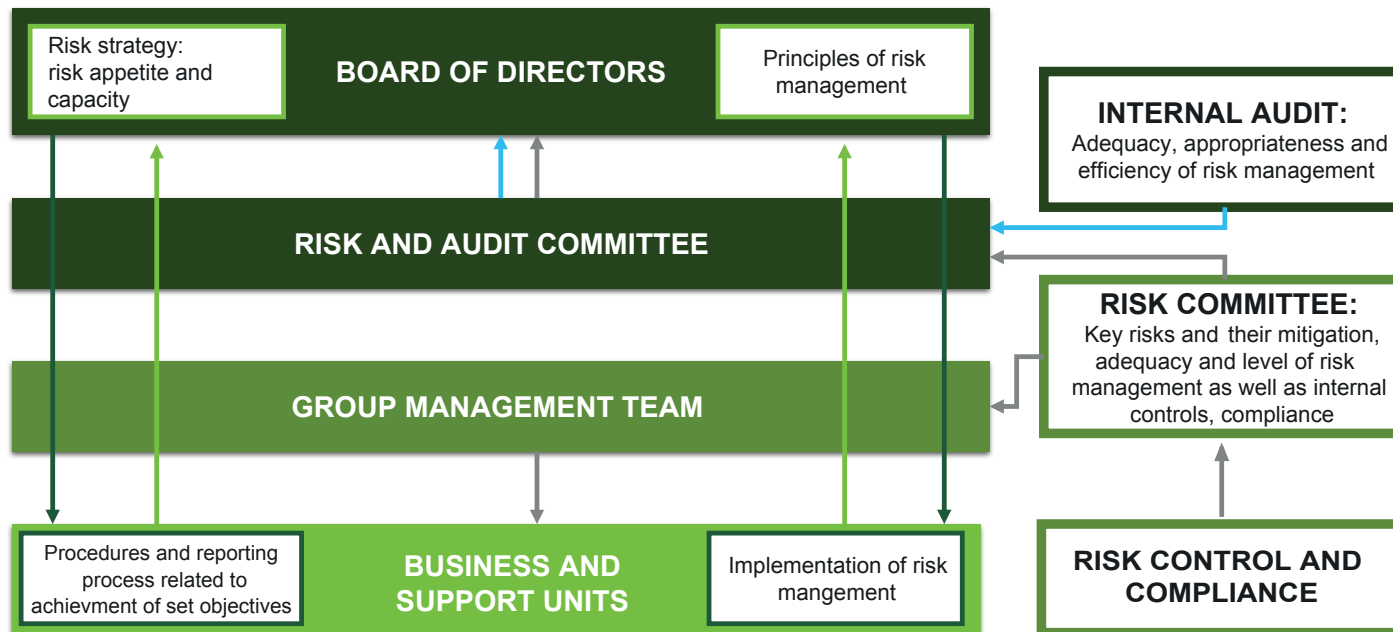 Risk strategy:
risk appetite and
capacity
BOARD OF DIRECTORS
Principles of risk
management
INTERNAL AUDIT:
Adequacy, appropriateness and
efficiency of risk management
RISK AND AUDIT COMMITTEE
RISK COMMITTEE:
Key risks and their mitigation,
adequacy and level of risk
management as well as internal
controls, compliance
GROUP MANAGEMENT TEAM
Procedures and reporting
process related to
achievment of set objectives
BUSINESS AND
SUPPORT UNITS
Implementation of risk
mangement
RISK CONTROL AND
COMPLIANCE